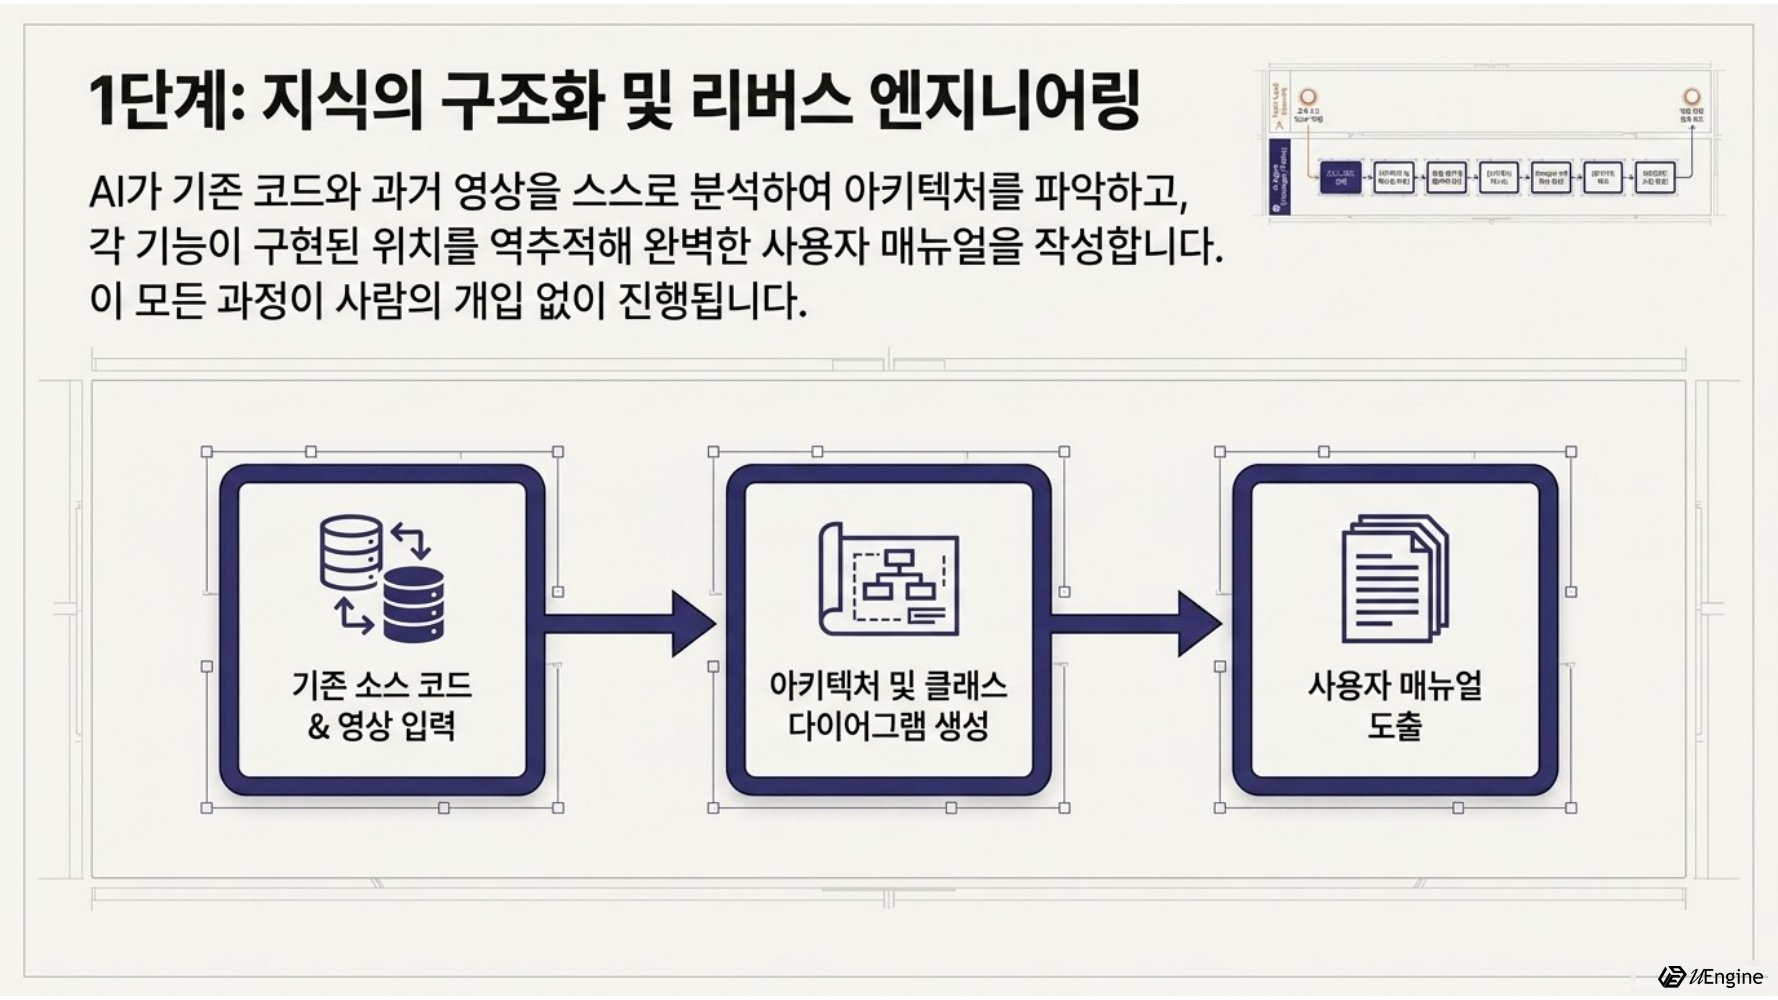 1단계: 지식의 구조화 및 리버스 엔지니어링
AI가 기존 코드와 과거 영상을 스스로 분석하여 아키텍처를 파악하고,
각 기능이 구현된 위치를 역추적해 완벽한 사용자 매뉴얼을 작성합니다.
이 모든 과정이 사람의 개입 없이 진행됩니다.
기존 소스 코드
& 영상 입력
아키텍처 및 클래스
다이어그램 생성
사용자 매뉴얼
도출
UEngine